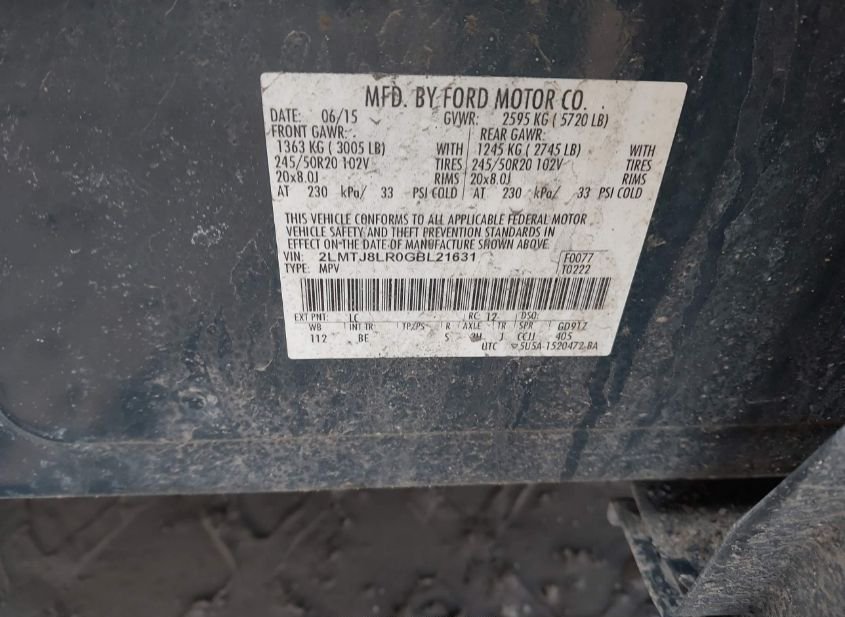 MFD. BY FORD MOTOR CO.
DATE: 06/15 GVWR: 2595 KG ( 5720 LB)
FRONT GAWR: REAR GAWR:
1363 KG ( 3005 LB) WITH 1245 KG ( 2745 LB) WITH
245/50R20 102V TIRES 245/50R20 102V TIRES
20x8.0J RIMS 20x8.0J RIMS
AT 230 kPa/ 33 PSI COLD AT 230 kPa/ 33 PSI COLD
THIS VEHICLE CONFORMS TO ALL APPLICABLE FEDERAL MOTOR
VEHICLE SAFETY AND THEFT PREVENTION STANDARDS IN
EFFECT ON THE DATE OF MANUFACTURE SHOWN ABOVE.
VIN: 2LMTJ8LR0GBL21631 F0077
TYPE: MPV T0222
EXT PNT: LC RC: 12 DSO:
WB INT TR TP/PS R AXLE TR SPR GD91Z
112 BE S J CCJJ 405
UTC 5U5A-1520472-BA